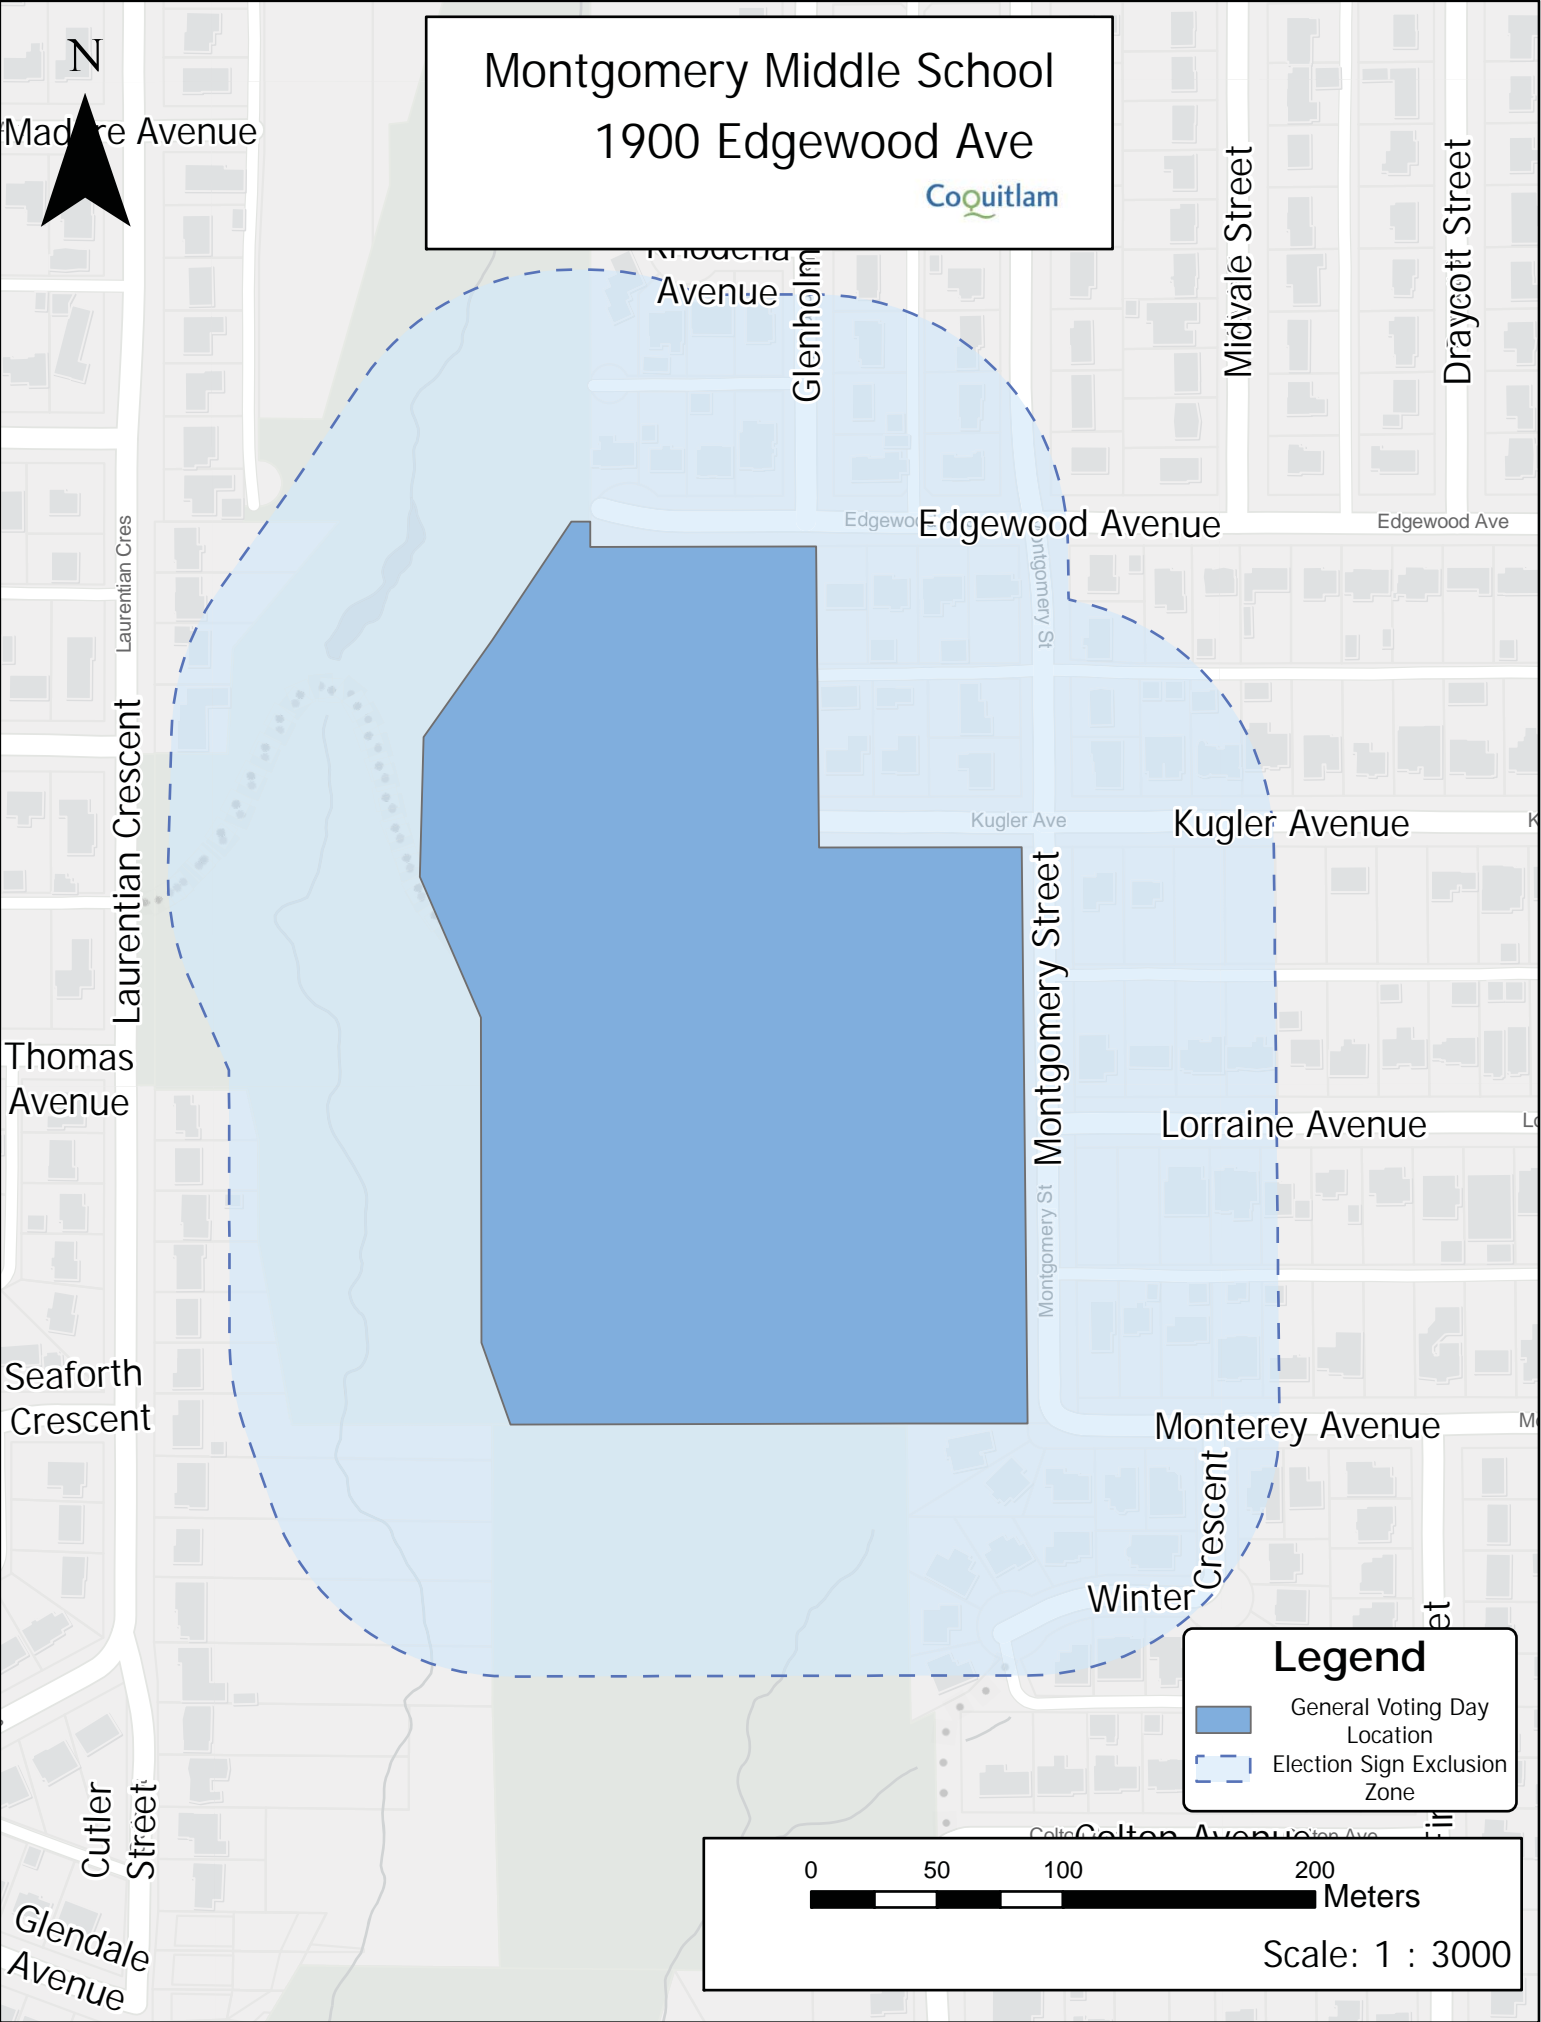 Montgomery Middle School
1900 Edgewood Ave
Coquitlam
N
Avenue
Avenue
Glenholm
Midvale Street
Draycott Street
Edgewood Avenue
Edgewood Ave
Montgomery St
Laurentian Cres
Laurentian Crescent
Kugler Ave
Kugler Avenue
Montgomery Street
Thomas
Avenue
Lorraine Avenue
Montgomery St
Seaforth
Crescent
Monterey Avenue
Winter Crescent
Legend
General Voting Day
Location
Election Sign Exclusion
Zone
Cutler
Street
Colton Avenue
0 50 100 200
Meters
Scale: 1 : 3000
Glendale
Avenue